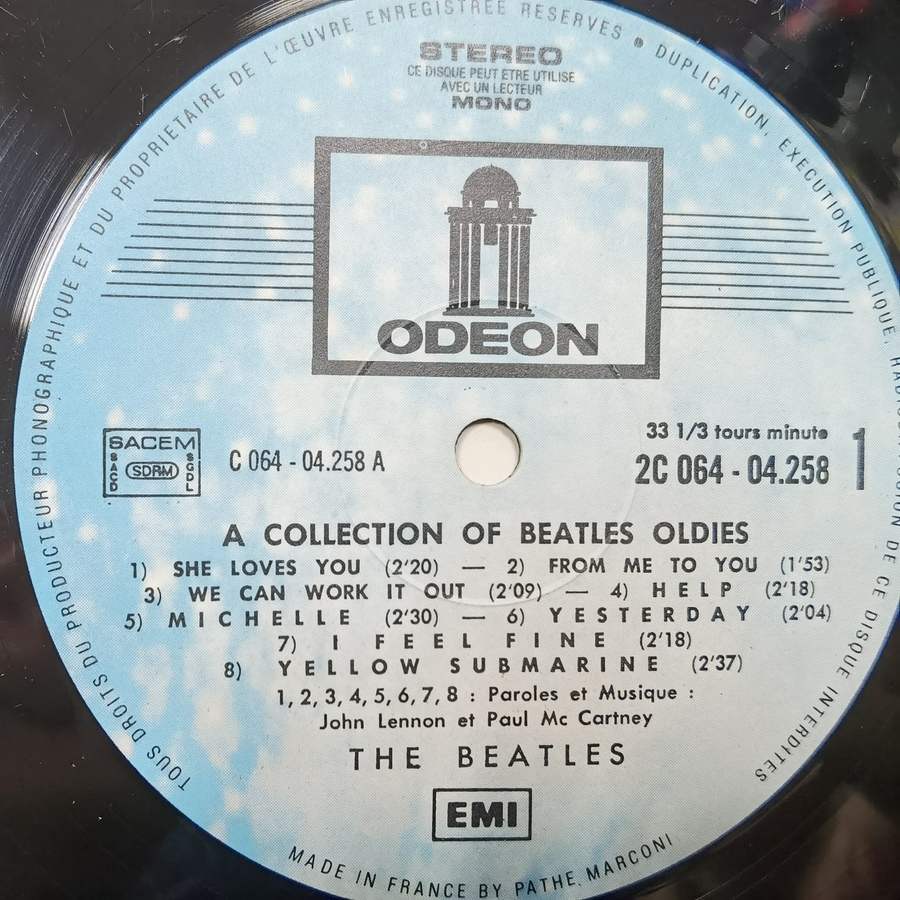 TOUS DROITS DU PRODUCTEUR PHONOGRAPHIQUE ET DU PROPRIETAIRE DE L'ŒUVRE ENREGISTREE RESERVES • DUPLICATION, EXECUTION PUBLIQUE, DE CE DISQUE INTERDITES
STEREO
CE DISQUE PEUT ETRE UTILISE
AVEC UN LECTEUR
MONO
ODEON
SACEM
SACD
SDRM
SGDL
C 064 - 04.258 A
33 1/3 tours minute
2C 064 - 04.258
1
A COLLECTION OF BEATLES OLDIES
1) SHE LOVES YOU (2'20) — 2) FROM ME TO YOU (1'53)
3) WE CAN WORK IT OUT (2'09) — 4) HELP (2'18)
5) MICHELLE (2'30) — 6) YESTERDAY (2'04)
7) I FEEL FINE (2'18)
8) YELLOW SUBMARINE (2'37)
1, 2, 3, 4, 5, 6, 7, 8 : Paroles et Musique :
John Lennon et Paul Mc Cartney
THE BEATLES
EMI
MADE IN FRANCE BY PATHE MARCONI